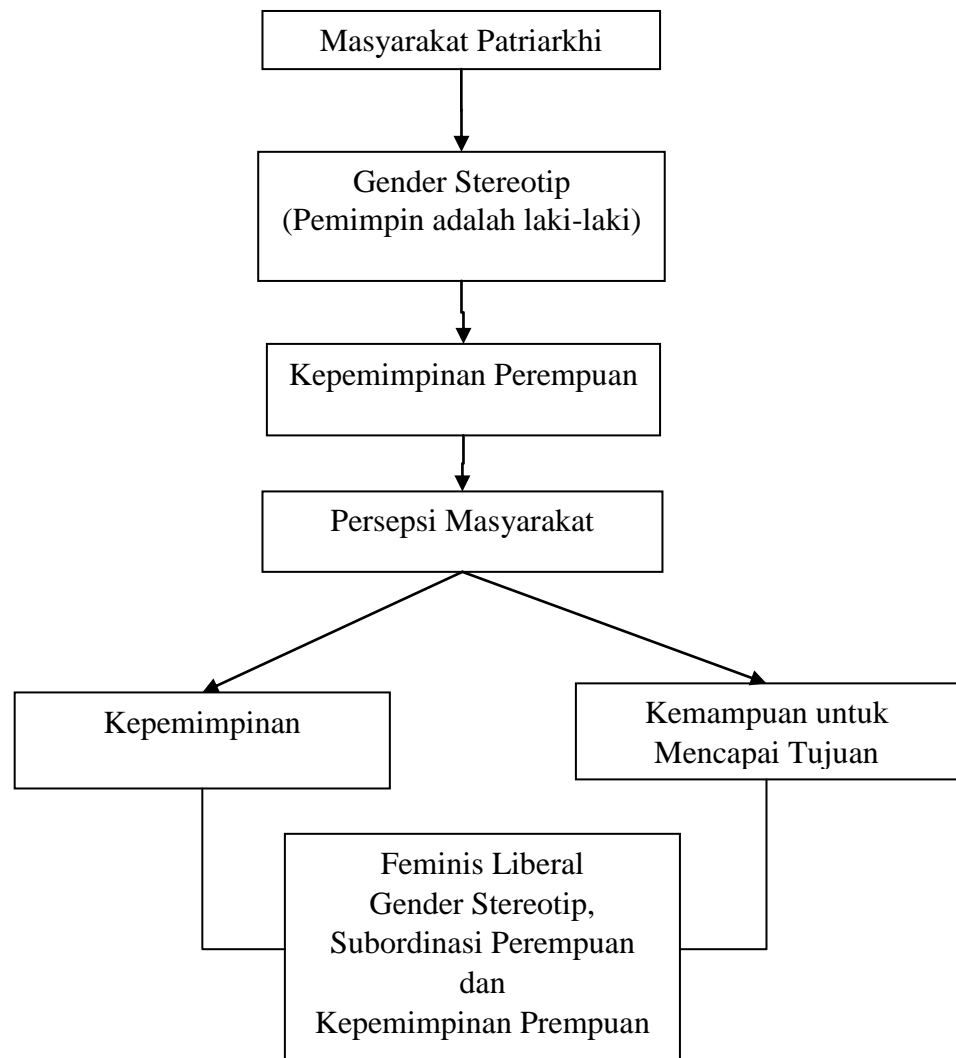 Masyarakat Patriarkhi
Gender Stereotip
(Pemimpin adalah laki-laki)
Kepemimpinan Perempuan
Persepsi Masyarakat
Kepemimpinan
Kemampuan untuk
Mencapai Tujuan
Feminis Liberal
Gender Stereotip,
Subordinasi Perempuan
dan
Kepemimpinan Prempuan